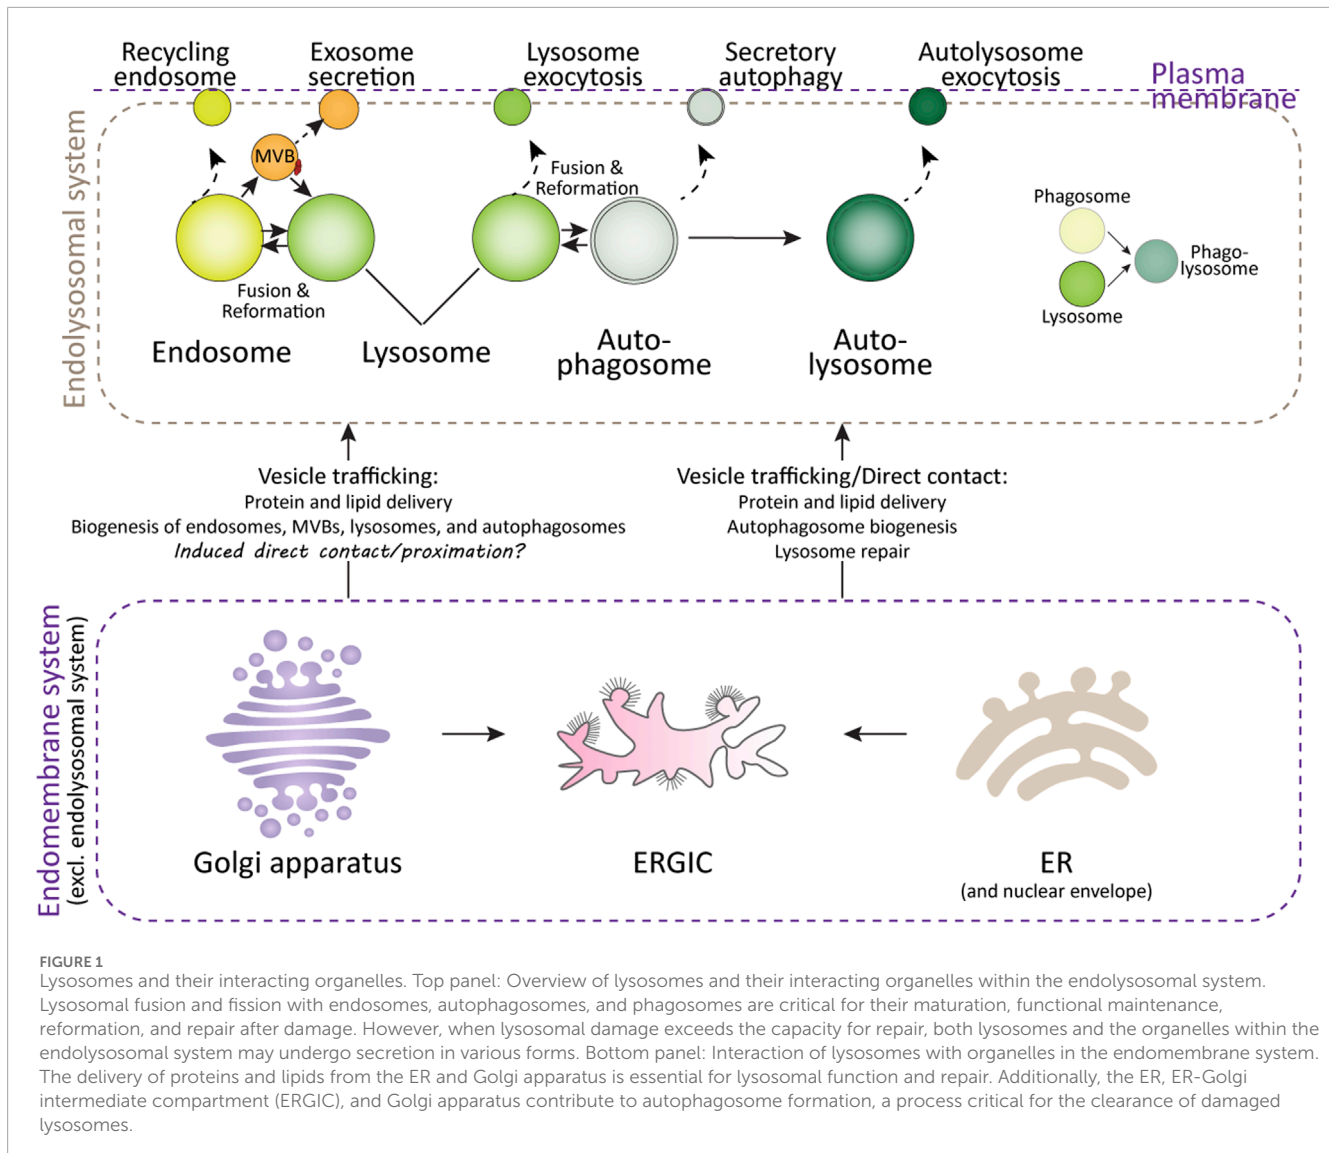 Recycling
endosome
Exosome
secretion
Lysosome
exocytosis
Secretory
autophagy
Autolysosome
exocytosis
Plasma
membrane
Endolysosomal system
MVB
Fusion &
Reformation
Fusion &
Reformation
Phagosome
Lysosome
Phago-
lysosome
Endosome
Lysosome
Auto-
phagosome
Auto-
lysosome
Vesicle trafficking:
Protein and lipid delivery
Biogenesis of endosomes, MVBs, lysosomes, and autophagosomes
Induced direct contact/proximation?
Vesicle trafficking/Direct contact:
Protein and lipid delivery
Autophagosome biogenesis
Lysosome repair
Endomembrane system
(excl. endolysosomal system)
Golgi apparatus
ERGIC
ER
(and nuclear envelope)
FIGURE 1
Lysosomes and their interacting organelles. Top panel: Overview of lysosomes and their interacting organelles within the endolysosomal system.
Lysosomal fusion and fission with endosomes, autophagosomes, and phagosomes are critical for their maturation, functional maintenance,
reformation, and repair after damage. However, when lysosomal damage exceeds the capacity for repair, both lysosomes and the organelles within the
endolysosomal system may undergo secretion in various forms. Bottom panel: Interaction of lysosomes with organelles in the endomembrane system.
The delivery of proteins and lipids from the ER and Golgi apparatus is essential for lysosomal function and repair. Additionally, the ER, ER-Golgi
intermediate compartment (ERGIC), and Golgi apparatus contribute to autophagosome formation, a process critical for the clearance of damaged
lysosomes.